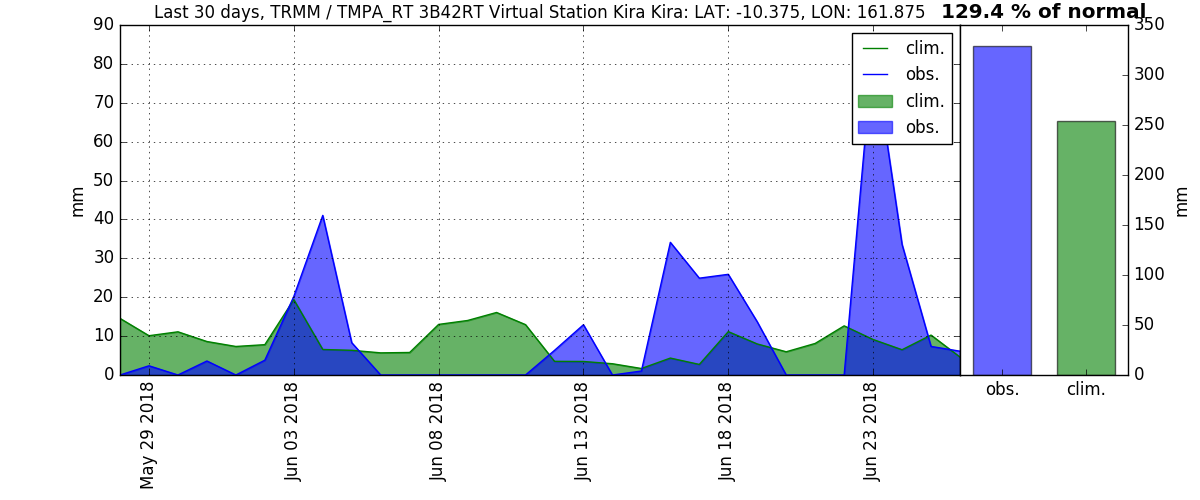 Last 30 days, TRMM / TMPA_RT 3B42RT Virtual Station Kira Kira: LAT: -10.375, LON: 161.875
129.4 % of normal
90
80
70
60
50
40
30
20
10
0
mm
clim.
obs.
clim.
obs.
May 29 2018
Jun 03 2018
Jun 08 2018
Jun 13 2018
Jun 18 2018
Jun 23 2018
350
300
250
200
150
100
50
0
mm
obs.
clim.